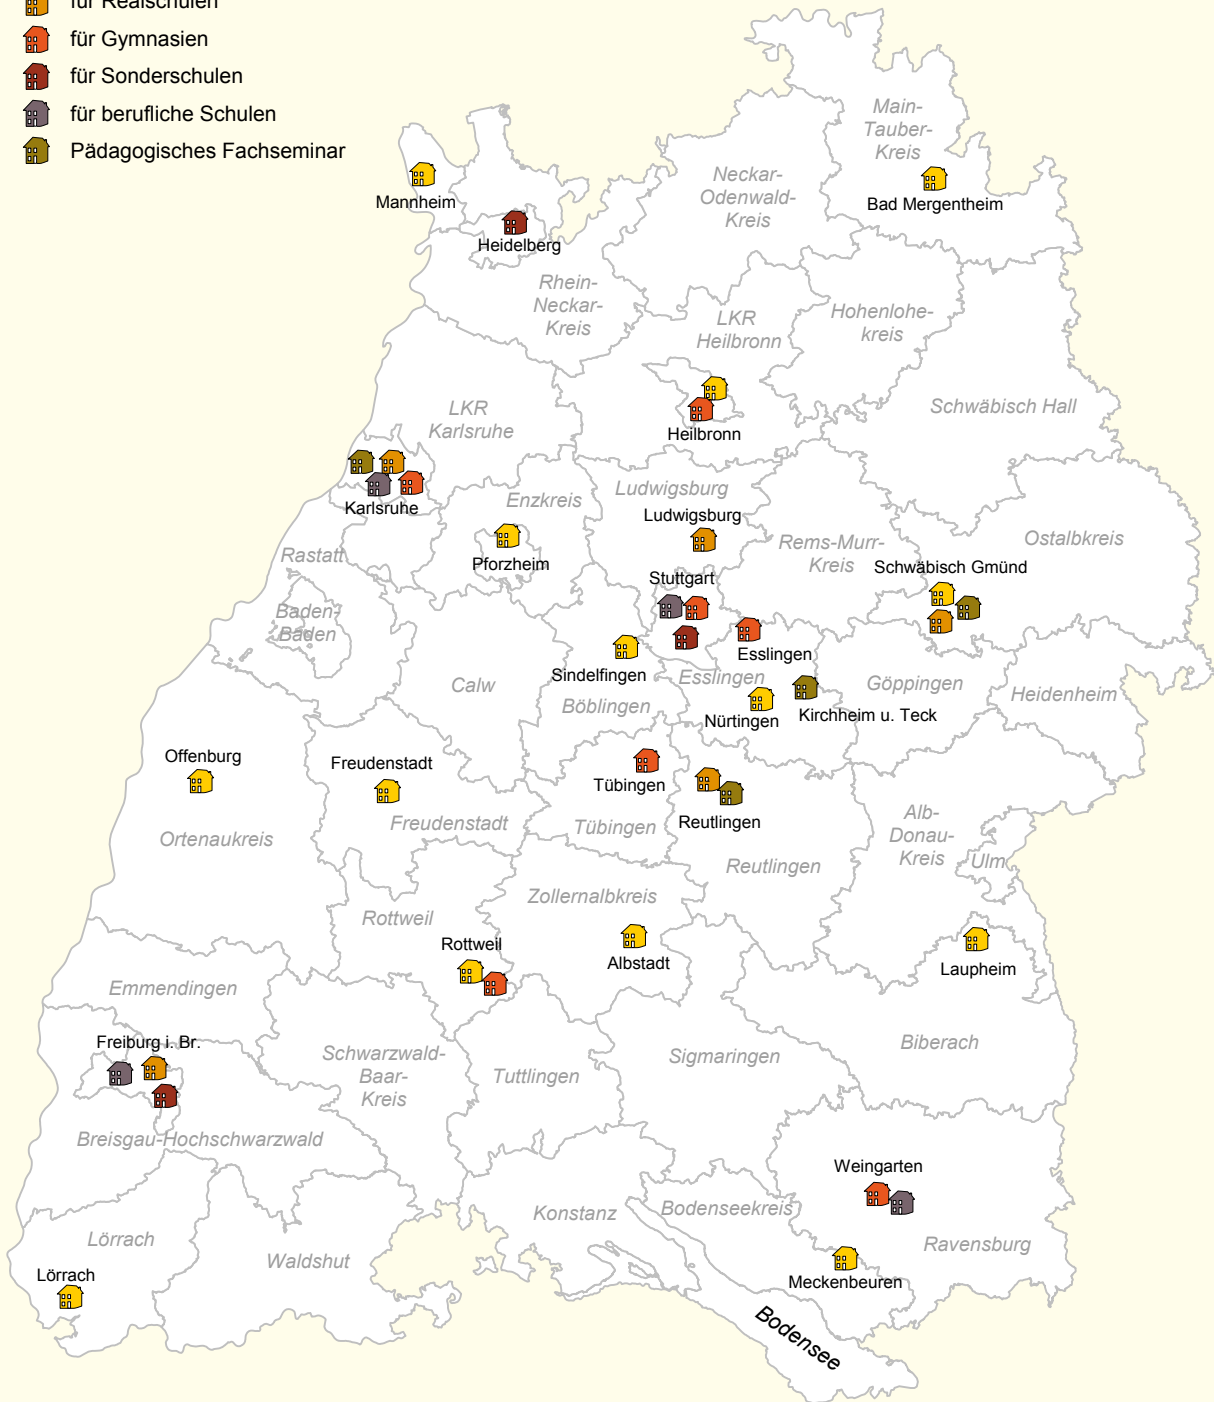 für Realschulen
für Gymnasien
für Sonderschulen
für berufliche Schulen
Pädagogisches Fachseminar
Main-
Tauber-
Kreis
Bad Mergentheim
Neckar-
Odenwald-
Kreis
Mannheim
Heidelberg
Rhein-
Neckar-
Kreis
LKR
Heilbronn
Hohenlohe-
kreis
Schwäbisch Hall
Heilbronn
LKR
Karlsruhe
Karlsruhe
Enzkreis
Ludwigsburg
Ludwigsburg
Rems-Murr-
Kreis
Ostalbkreis
Schwäbisch Gmünd
Rastatt
Pforzheim
Stuttgart
Baden-
Baden
Esslingen
Sindelfingen
Esslingen
Calw
Böblingen
Göppingen
Heidenheim
Nürtingen
Kirchheim u. Teck
Offenburg
Freudenstadt
Tübingen
Ortenaukreis
Freudenstadt
Tübingen
Reutlingen
Reutlingen
Alb-
Donau-
Kreis
Ulm
Zollernalbkreis
Rottweil
Rottweil
Albstadt
Laupheim
Emmendingen
Freiburg i. Br.
Schwarzwald-
Baar-
Kreis
Tuttlingen
Sigmaringen
Biberach
Breisgau-Hochschwarzwald
Weingarten
Konstanz
Bodenseekreis
Ravensburg
Lörrach
Waldshut
Lörrach
Meckenbeuren
Bodensee